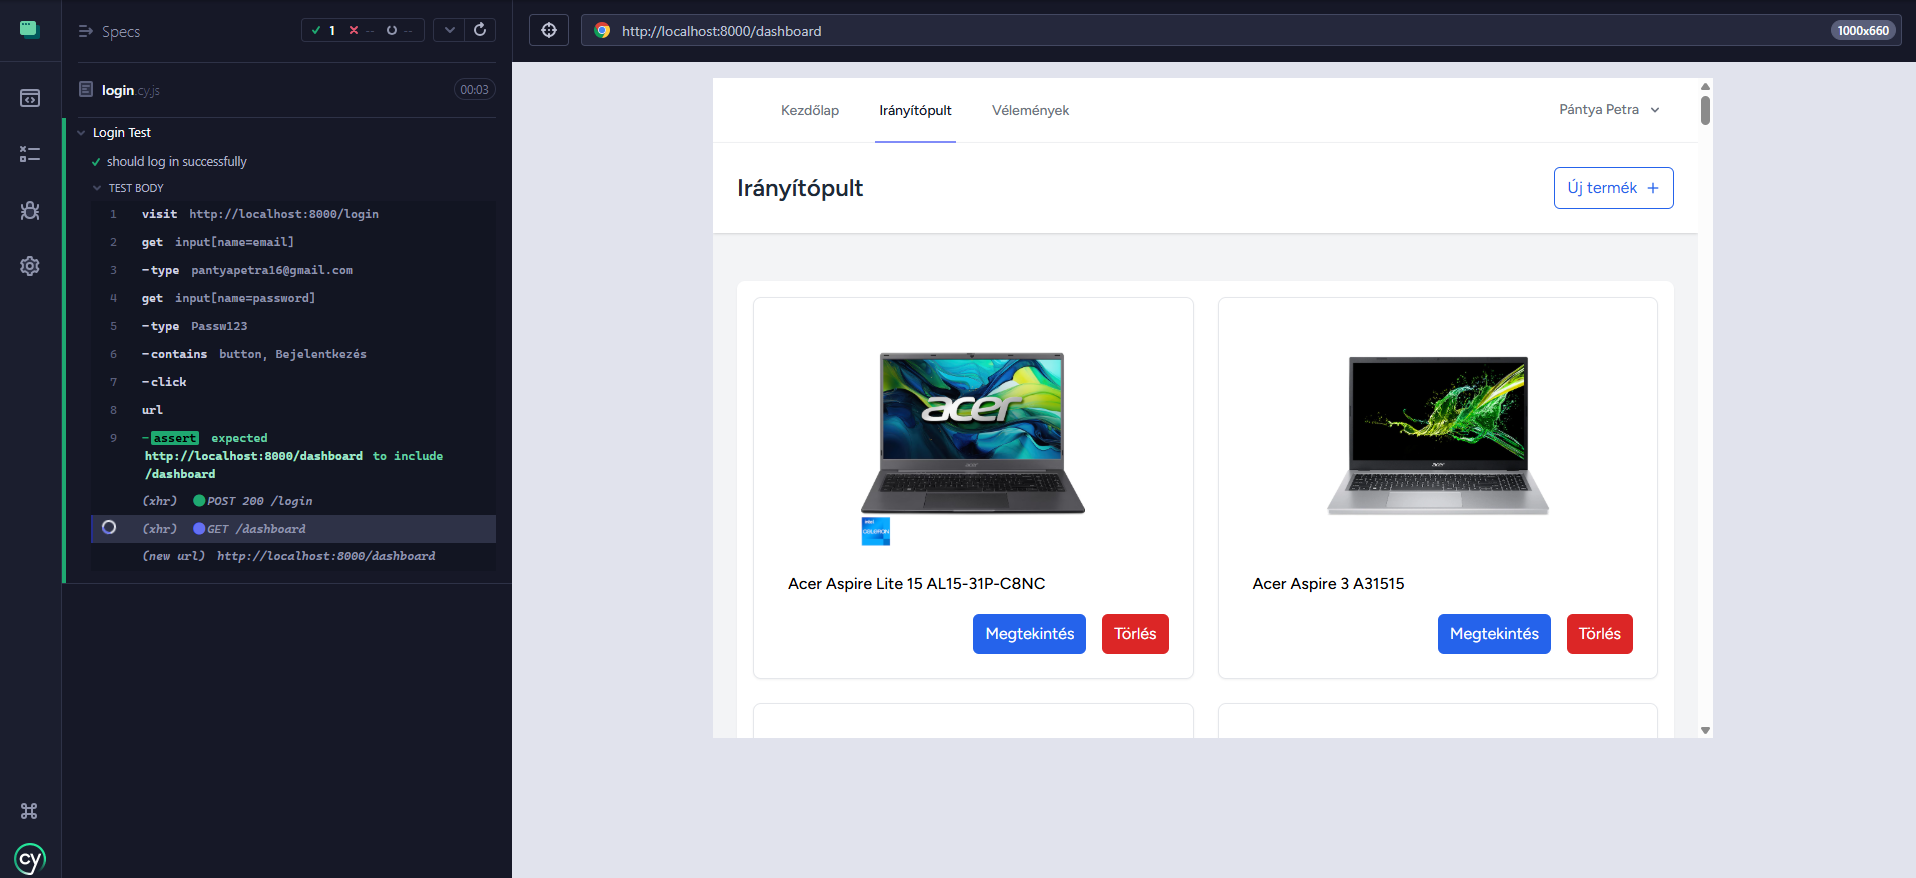 Specs
1
--
--
http://localhost:8000/dashboard
1000x660
login.cy.js
00:03
Login Test
should log in successfully
TEST BODY
1 visit http://localhost:8000/login
2 get input[name=email]
3 -type pantyapetra16@gmail.com
4 get input[name=password]
5 -type Passw123
6 -contains button, Bejelentkezés
7 -click
8 url
9 -assert expected
http://localhost:8000/dashboard to include
/dashboard
(xhr) POST 200 /login
(xhr) GET /dashboard
(new url) http://localhost:8000/dashboard
cy
Kezdőlap Irányítópult Vélemények Pántya Petra
Irányítópult
Új termék +
acer
acer
acer
intel
CELERON
Acer Aspire Lite 15 AL15-31P-C8NC
Megtekintés Törlés
Acer Aspire 3 A31515
Megtekintés Törlés